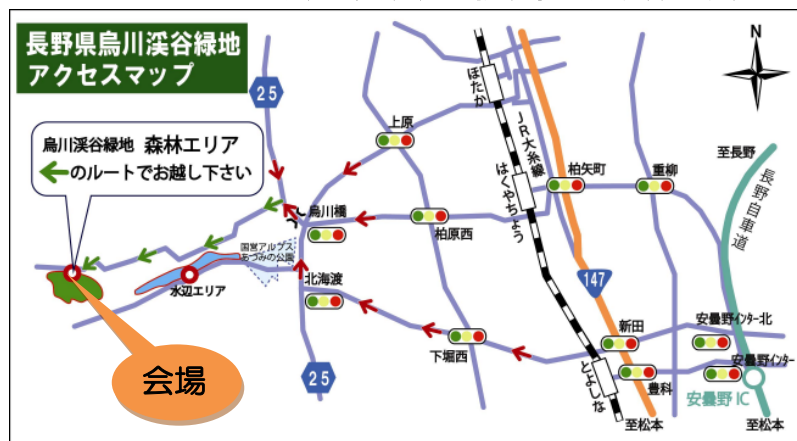 長野県烏川渓谷緑地
アクセスマップ
烏川渓谷緑地 森林エリア
のルートでお越し下さい
25
上原
ほたか
JR大糸線
N
至長野
長野自車道
柏矢町
重柳
はくやちょう
烏川橋
柏原西
国営アルプス
あづみの公園
水辺エリア
北海渡
147
新田
安曇野インター北
下堀西
とよしな
安曇野インター
会場
25
豊科
安曇野 IC
至松本
至松本